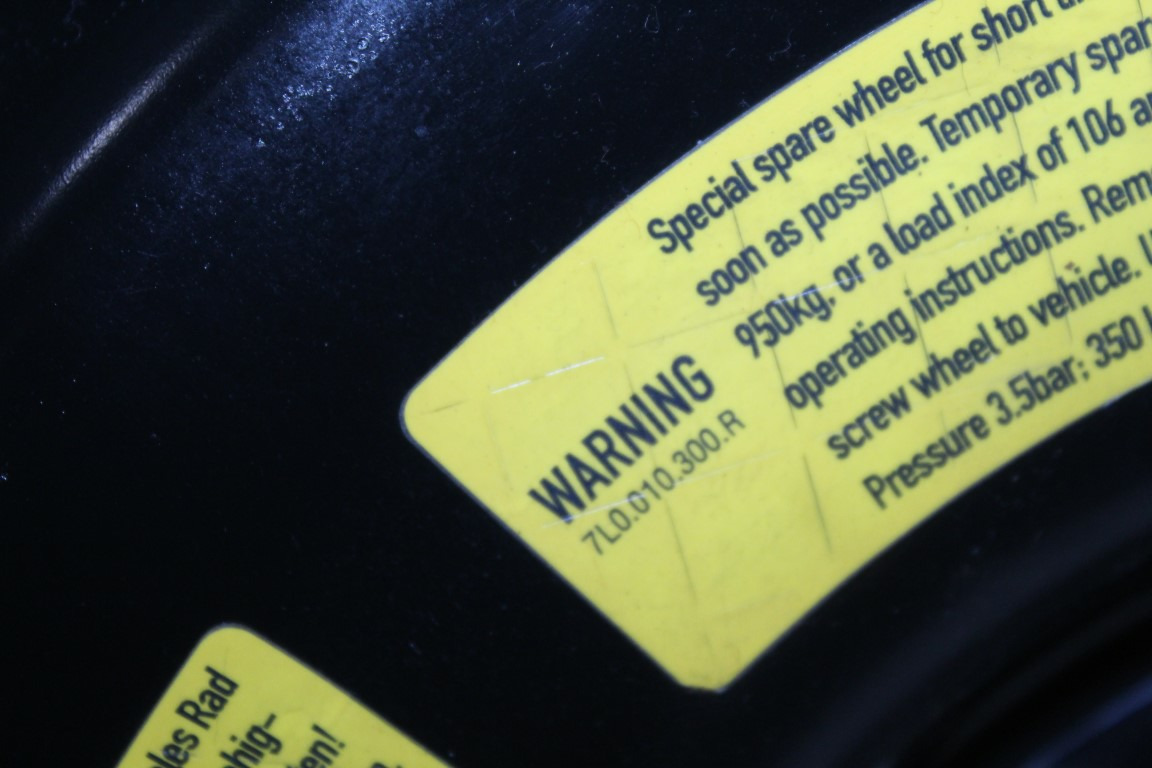 WARNING
7L0.010.300.R
Special spare wheel for short
soon as possible. Temporary spar
950kg, or a load index of 106
operating instructions. Rem
screw wheel to vehicle.
Pressure 3.5bar; 350
les Rad
hig-
en!